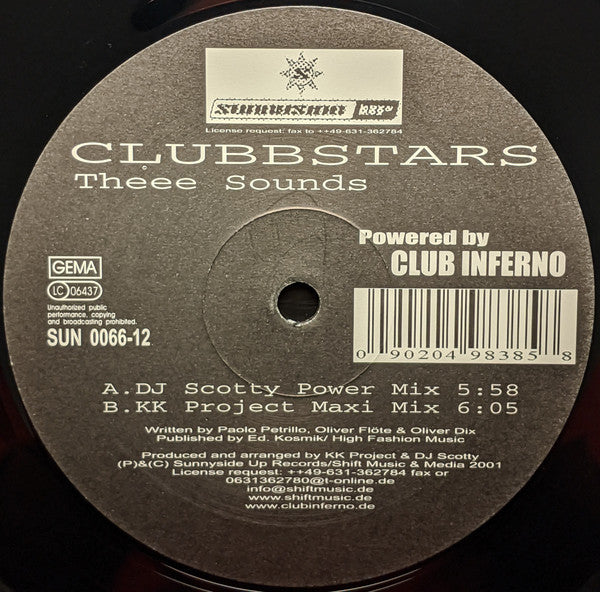 License request: fax to ++49-631-362784
CLUBBSTARS
Theee Sounds
Powered by
CLUB INFERNO
GEMA
LC 06437
Unauthorized public
performance, copying
and broadcasting prohibited.
SUN 0066-12
0 90204 98385 8
A.DJ Scotty Power Mix 5:58
B.KK Project Maxi Mix 6:05
Written by Paolo Petrillo, Oliver Flöte & Oliver Dix
Published by Ed. Kosmik/ High Fashion Music
Produced and arranged by KK Project & DJ Scotty
(P)&(C) Sunnyside Up Records/Shift Music & Media 2001
License request: ++49-631-362784 fax or
0631362780@t-online.de
info@shiftmusic.de
www.shiftmusic.de
www.clubinferno.de